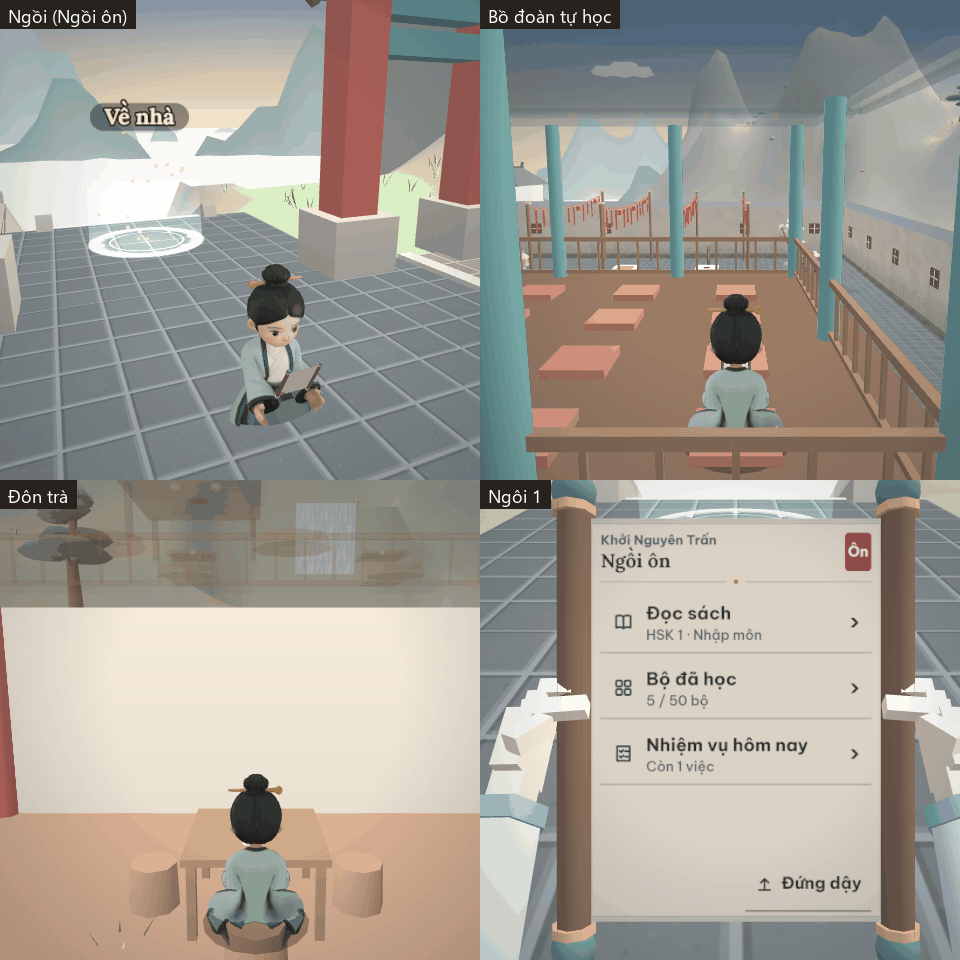 Ngồi (Ngồi ôn)
Về nhà
Bồ đoàn tự học
Đôn trà
Ngôi 1
Khởi Nguyên Trấn
Ngồi ôn
Ôn
Đọc sách
HSK 1 · Nhập môn
Bộ đã học
5 / 50 bộ
Nhiệm vụ hôm nay
Còn 1 việc
Đứng dậy